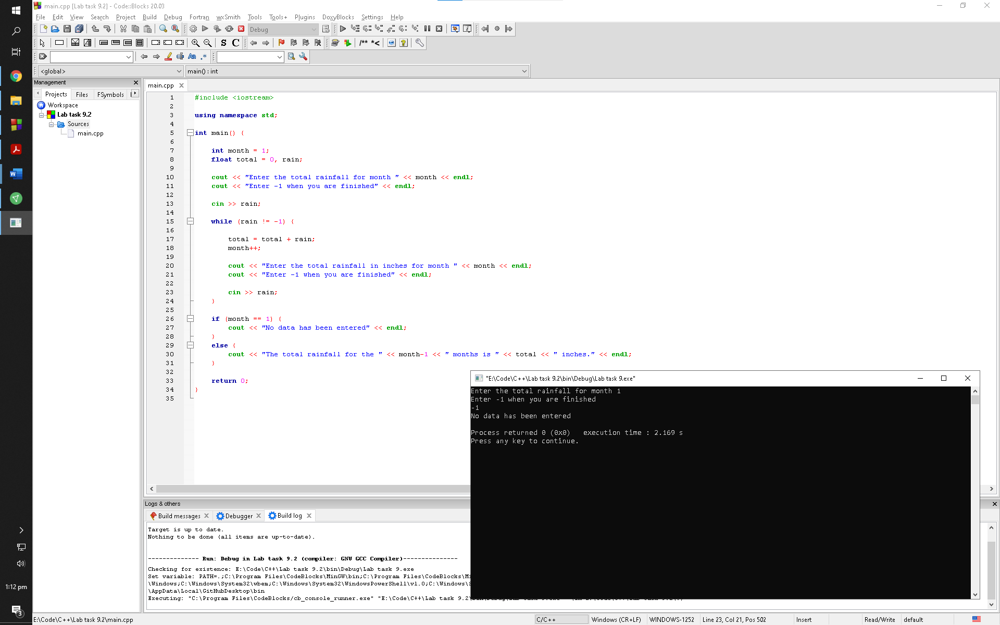 main.cpp [Lab task 9.2] - Code::Blocks 20.03
File Edit View Search Project Build Debug Fortran wxSmith Tools Tools+ Plugins DoxyBlocks Settings Help
Debug
S C /** *<
Aa .*
<global> main() : int
Management
Projects Files FSymbols
Workspace
Lab task 9.2
Sources
main.cpp
main.cpp
1 #include <iostream>
2
3 using namespace std;
4
5 int main() {
6
7 int month = 1;
8 float total = 0, rain;
9
10 cout << "Enter the total rainfall for month " << month << endl;
11 cout << "Enter -1 when you are finished" << endl;
12
13 cin >> rain;
14
15 while (rain != -1) {
16
17 total = total + rain;
18 month++;
19
20 cout << "Enter the total rainfall in inches for month " << month << endl;
21 cout << "Enter -1 when you are finished" << endl;
22
23 cin >> rain;
24 }
25
26 if (month == 1) {
27 cout << "No data has been entered" << endl;
28 }
29 else {
30 cout << "The total rainfall for the " << month-1 << " months is " << total << " inches." << endl;
31 }
32
33 return 0;
34 }
35
"E:\Code\C++\Lab task 9.2\bin\Debug\Lab task 9.exe"
Enter the total rainfall for month 1
Enter -1 when you are finished
-1
No data has been entered
Process returned 0 (0x0) execution time : 2.169 s
Press any key to continue.
Logs & others
Build messages Debugger Build log
Target is up to date.
Nothing to be done (all items are up-to-date).
-------------- Run: Debug in Lab task 9.2 (compiler: GNU GCC Compiler)---------------
Checking for existence: E:\Code\C++\Lab task 9.2\bin\Debug\Lab task 9.exe
Set variable: PATH=.;C:\Program Files\CodeBlocks\MinGW\bin;C:\Program Files\CodeBlocks\Mi
\Windows;C:\Windows\System32\wbem;C:\Windows\System32\WindowsPowerShell\v1.0;C:\Windows\S
\AppData\Local\GitHubDesktop\bin
Executing: "C:\Program Files\CodeBlocks/cb_console_runner.exe" "E:\Code\C++\Lab task 9.2\
1:12 pm
3
E:\Code\C++\Lab task 9.2\main.cpp C/C++ Windows (CR+LF) WINDOWS-1252 Line 23, Col 21, Pos 502 Insert Read/Write default